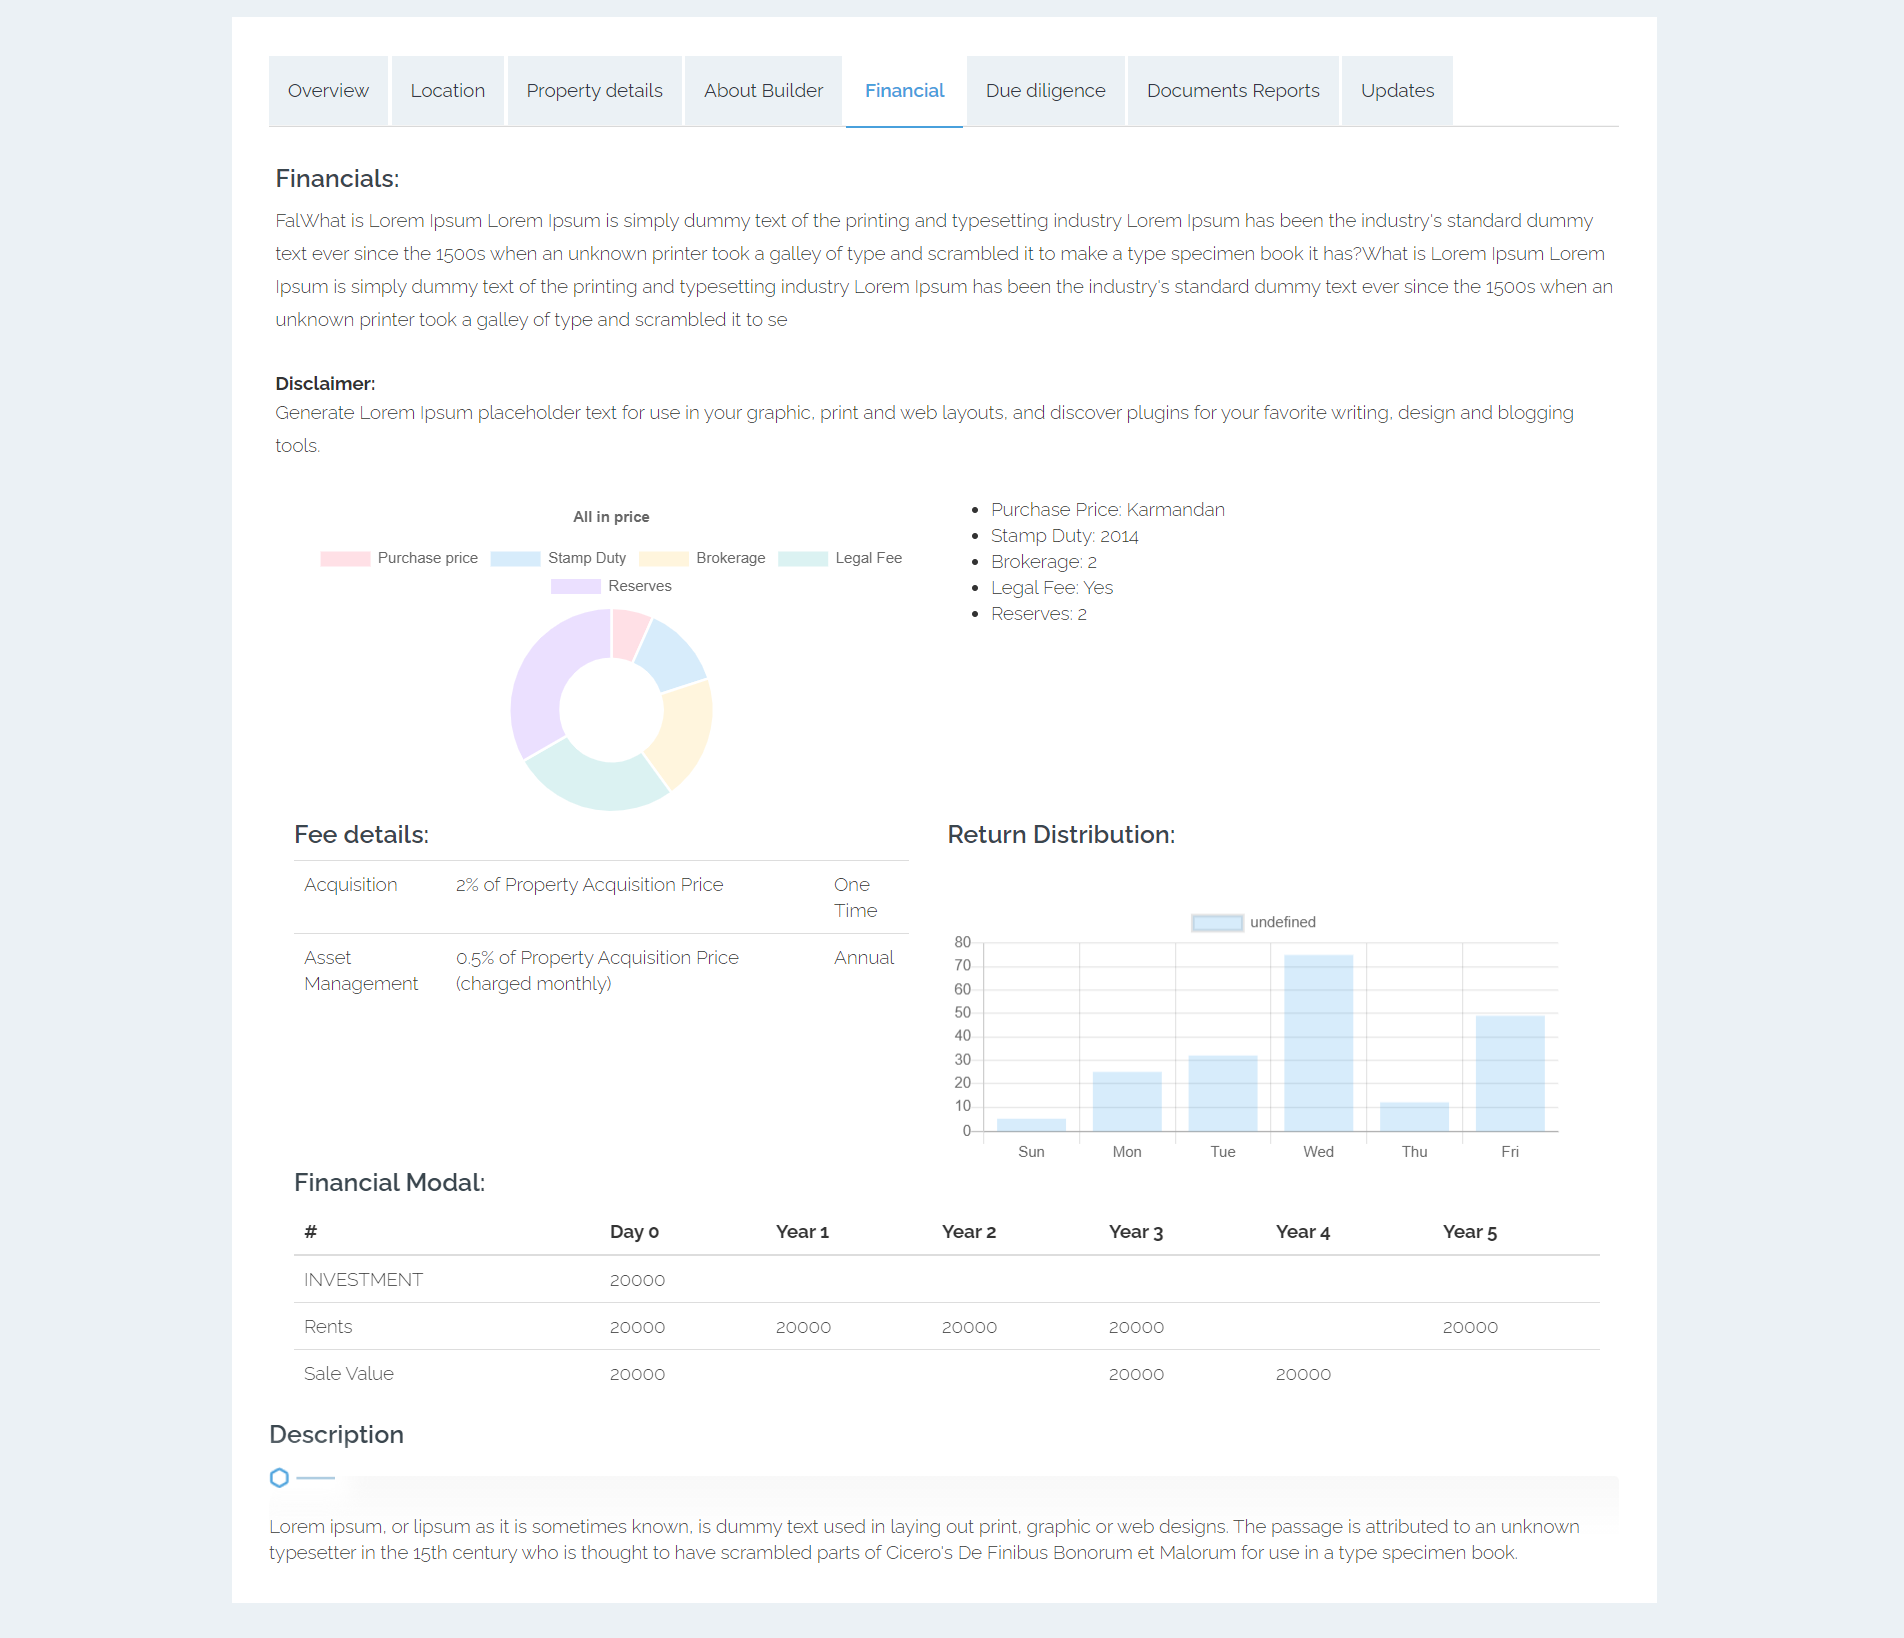 Overview Location Property details About Builder Financial Due diligence Documents Reports Updates
Financials:
FalWhat is Lorem Ipsum Lorem Ipsum is simply dummy text of the printing and typesetting industry Lorem Ipsum has been the industry's standard dummy
text ever since the 1500s when an unknown printer took a galley of type and scrambled it to make a type specimen book it has?What is Lorem Ipsum Lorem
Ipsum is simply dummy text of the printing and typesetting industry Lorem Ipsum has been the industry's standard dummy text ever since the 1500s when an
unknown printer took a galley of type and scrambled it to se
Disclaimer:
Generate Lorem Ipsum placeholder text for use in your graphic, print and web layouts, and discover plugins for your favorite writing, design and blogging
tools.
All in price
Purchase price Stamp Duty Brokerage Legal Fee
Reserves
Purchase Price: Karmandan
Stamp Duty: 2014
Brokerage: 2
Legal Fee: Yes
Reserves: 2
Fee details:
Acquisition 2% of Property Acquisition Price One
Time
Asset 0.5% of Property Acquisition Price Annual
Management (charged monthly)
Return Distribution:
undefined
80
70
60
50
40
30
20
10
0
Sun Mon Tue Wed Thu Fri
Financial Modal:
# Day 0 Year 1 Year 2 Year 3 Year 4 Year 5
INVESTMENT 20000
Rents 20000 20000 20000 20000 20000
Sale Value 20000 20000 20000
Description
Lorem ipsum, or lipsum as it is sometimes known, is dummy text used in laying out print, graphic or web designs. The passage is attributed to an unknown
typesetter in the 15th century who is thought to have scrambled parts of Cicero's De Finibus Bonorum et Malorum for use in a type specimen book.